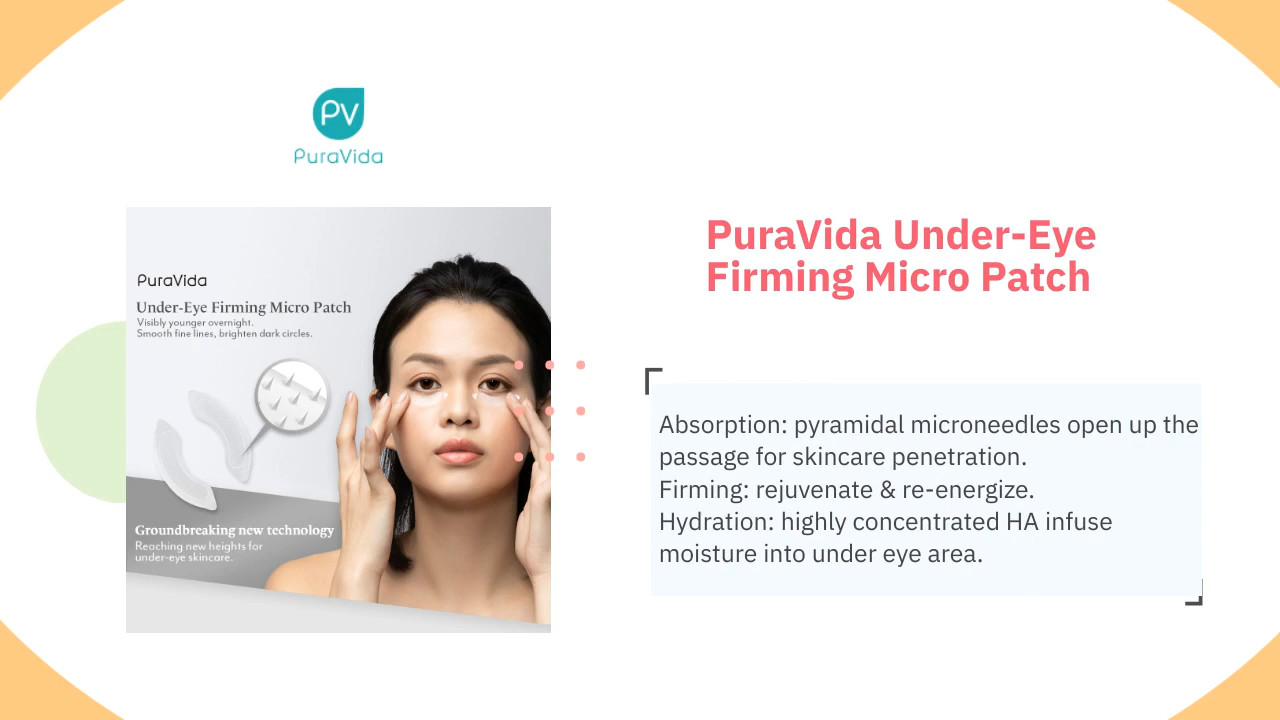 PV
PuraVida
PuraVida
Under-Eye Firming Micro Patch
Visibly younger overnight.
Smooth fine lines, brighten dark circles.
Groundbreaking new technology
Reaching new heights for
under-eye skincare.
PuraVida Under-Eye
Firming Micro Patch
Absorption: pyramidal microneedles open up the
passage for skincare penetration.
Firming: rejuvenate & re-energize.
Hydration: highly concentrated HA infuse
moisture into under eye area.